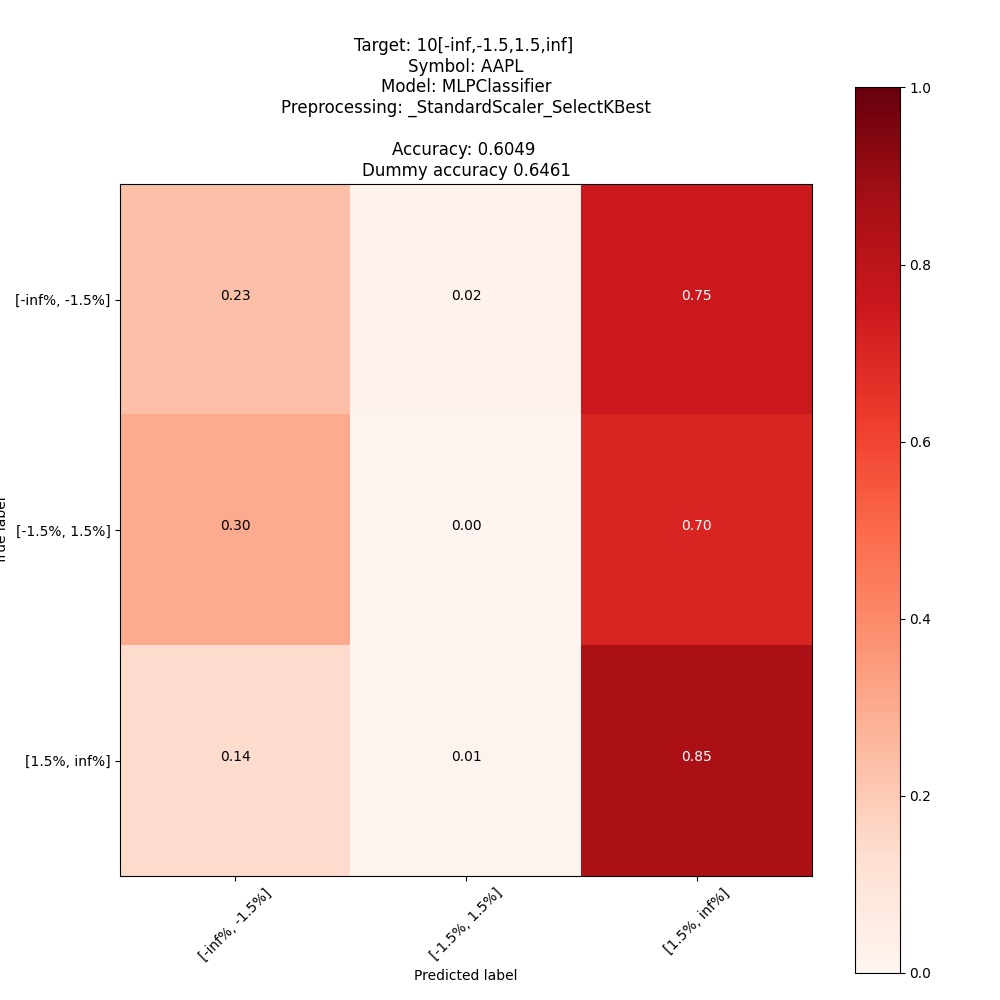 Target: 10[-inf,-1.5,1.5,inf]
Symbol: AAPL
Model: MLPClassifier
Preprocessing: _StandardScaler_SelectKBest
Accuracy: 0.6049
Dummy accuracy 0.6461
[-inf%, -1.5%]
0.23
0.02
0.75
[-1.5%, 1.5%]
0.30
0.00
0.70
[1.5%, inf%]
0.14
0.01
0.85
[-inf%, -1.5%]
[-1.5%, 1.5%]
[1.5%, inf%]
Predicted label
1.0
0.8
0.6
0.4
0.2
0.0